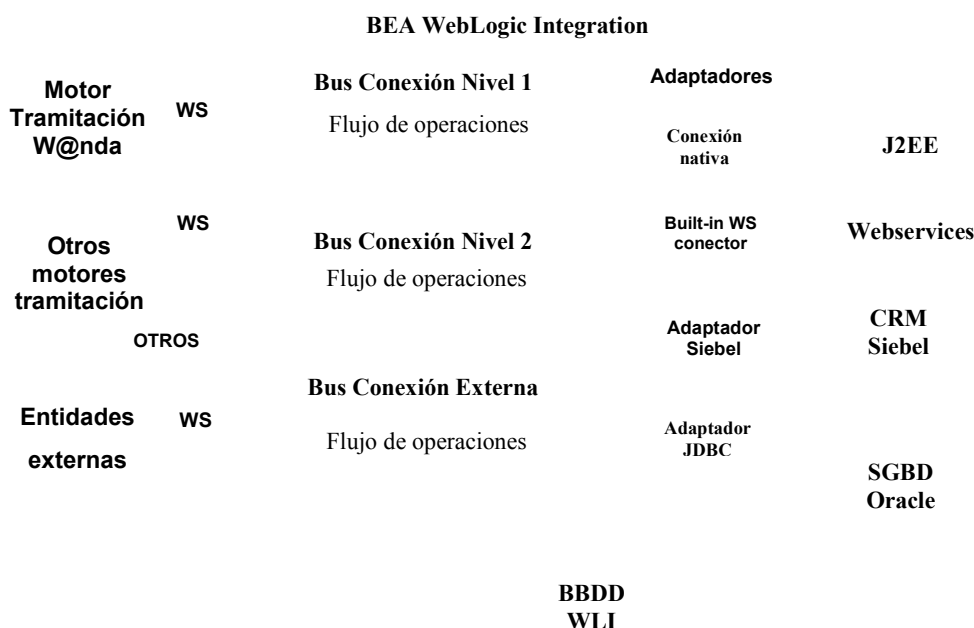 BEA WebLogic Integration
Motor
Tramitación
W@nda
WS
Bus Conexión Nivel 1
Flujo de operaciones
Adaptadores
Conexión
nativa
J2EE
Otros
motores
tramitación
WS
OTROS
Bus Conexión Nivel 2
Flujo de operaciones
Built-in WS
conector
Webservices
Adaptador
Siebel
CRM
Siebel
Entidades
externas
WS
Bus Conexión Externa
Flujo de operaciones
Adaptador
JDBC
SGBD
Oracle
BBDD
WLI